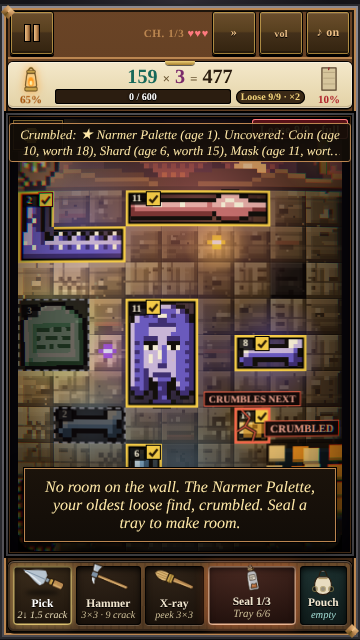 CH. 1/3 ♥♥♥
»
vol
♪ on
65%
159 × 3 = 477
0 / 600
Loose 9/9 · ×2
10%
Crumbled: ★ Narmer Palette (age 1). Uncovered: Coin (age
10, worth 18), Shard (age 6, worth 15), Mask (age 11, wort..
2
11
11
8
CRUMBLES NEXT
2
CRUMBLED
6
No room on the wall. The Narmer Palette,
your oldest loose find, crumbled. Seal a
tray to make room.
Pick
2↓ 1.5 crack
Hammer
3×3 · 9 crack
X-ray
peek 3×3
Seal 1/3
Tray 6/6
Pouch
empty